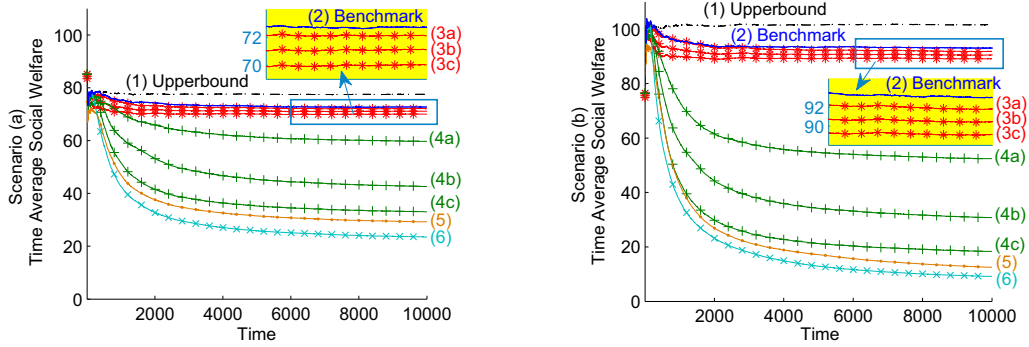 Scenario (a)
Time Average Social Welfare
100
80
60
40
20
0
2000
4000
6000
8000
10000
Time
(1) Upperbound
(2) Benchmark
72
70
(3a)
(3b)
(3c)
(4a)
(4b)
(4c)
(5)
(6)
Scenario (b)
Time Average Social Welfare
100
80
60
40
20
0
2000
4000
6000
8000
10000
Time
(1) Upperbound
(2) Benchmark
(2) Benchmark
92
90
(3a)
(3b)
(3c)
(4a)
(4b)
(4c)
(5)
(6)